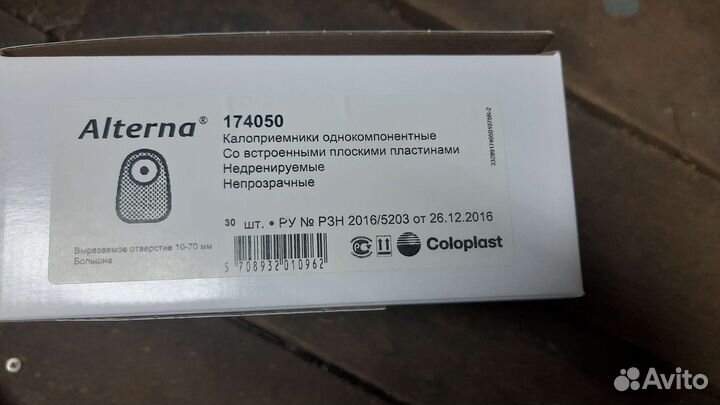 Alterna®
174050
Калоприемники однокомпонентные
Со встроенными плоскими пластинами
Недренируемые
Непрозрачные
30 шт. • РУ № РЗН 2016/5203 от 26.12.2016
Вырезаемое отверстие 10-70 мм
Большие
5 708932 010962
Coloplast
Avito